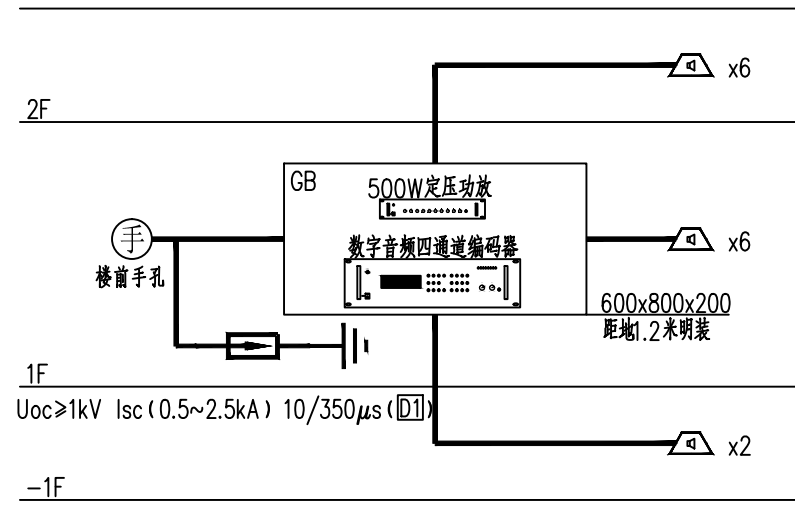 x6
2F
GB
500W定压功放
手
x6
数字音频四通道编码器
楼前手孔
600x800x200
距地1.2米明装
1F
Uoc≥1kV Isc(0.5~2.5kA) 10/350μs(D1)
x2
-1F